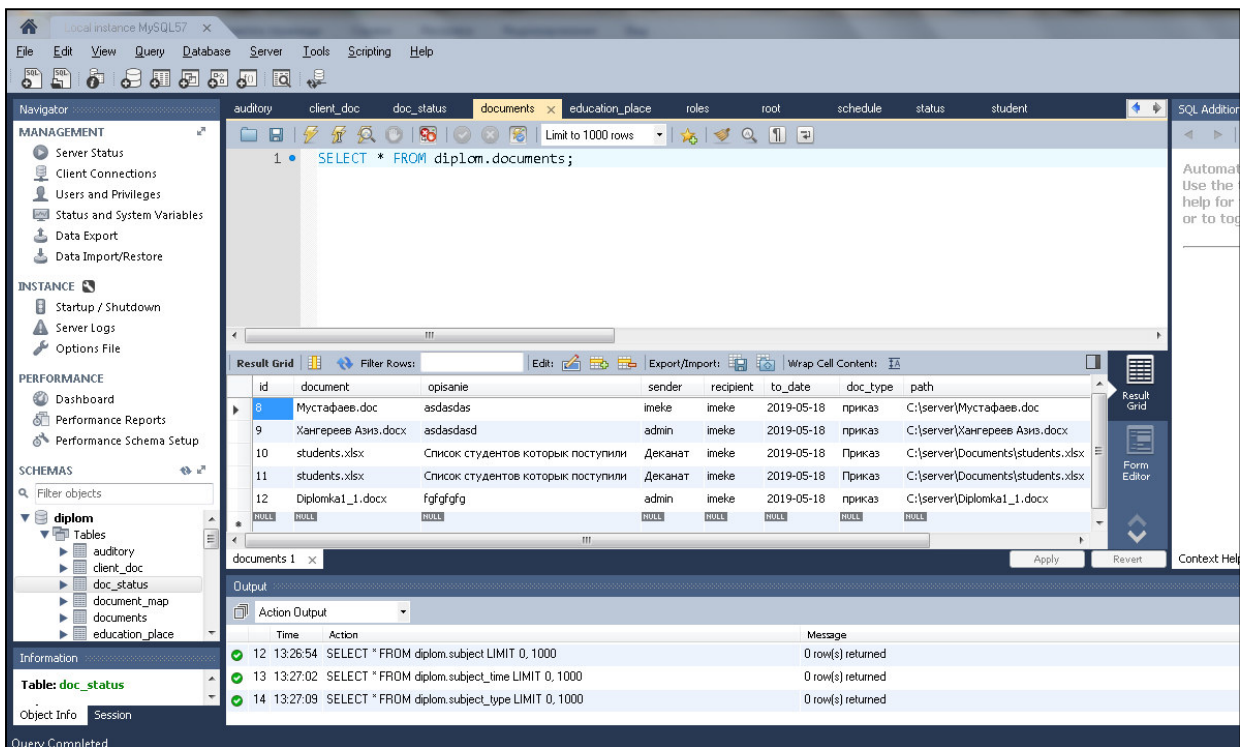 Local instance MySQL57 ×
File Edit View Query Database Server Tools Scripting Help
Navigator
MANAGEMENT
Server Status
Client Connections
Users and Privileges
Status and System Variables
Data Export
Data Import/Restore
INSTANCE
Startup / Shutdown
Server Logs
Options File
PERFORMANCE
Dashboard
Performance Reports
Performance Schema Setup
SCHEMAS
Filter objects
diplom
Tables
auditory
client_doc
doc_status
document_map
documents
education_place
Information
Table: doc_status
Object Info Session
Query Completed
auditory client_doc doc_status documents × education_place roles root schedule status student
Limit to 1000 rows
1 SELECT * FROM diplom.documents;
Result Grid Filter Rows: Edit: Export/Import: Wrap Cell Content:
id document opisanie sender recipient to_date doc_type path
8 Мустафаев.doc asdasdas imeke imeke 2019-05-18 приказ C:\server\Мустафаев.doc
9 Хангереев Азиз.docx asdasdasd admin imeke 2019-05-18 приказ C:\server\Хангереев Азиз.docx
10 students.xlsx Список студентов которык поступили Деканат imeke 2019-05-18 Приказ C:\server\Documents\students.xlsx
11 students.xlsx Список студентов которык поступили Деканат imeke 2019-05-18 Приказ C:\server\Documents\students.xlsx
12 Diplomka1_1.docx fgfgfgfg admin imeke 2019-05-18 приказ C:\server\Diplomka1_1.docx
NULL NULL NULL NULL NULL NULL NULL NULL
Result Grid
Form Editor
documents 1 × Apply Revert
Output
Action Output
Time Action Message
12 13:26:54 SELECT * FROM diplom.subject LIMIT 0, 1000 0 row(s) returned
13 13:27:02 SELECT * FROM diplom.subject_time LIMIT 0, 1000 0 row(s) returned
14 13:27:09 SELECT * FROM diplom.subject_type LIMIT 0, 1000 0 row(s) returned
SQL Addition
Automat
Use the
help for
or to tog
Context Help